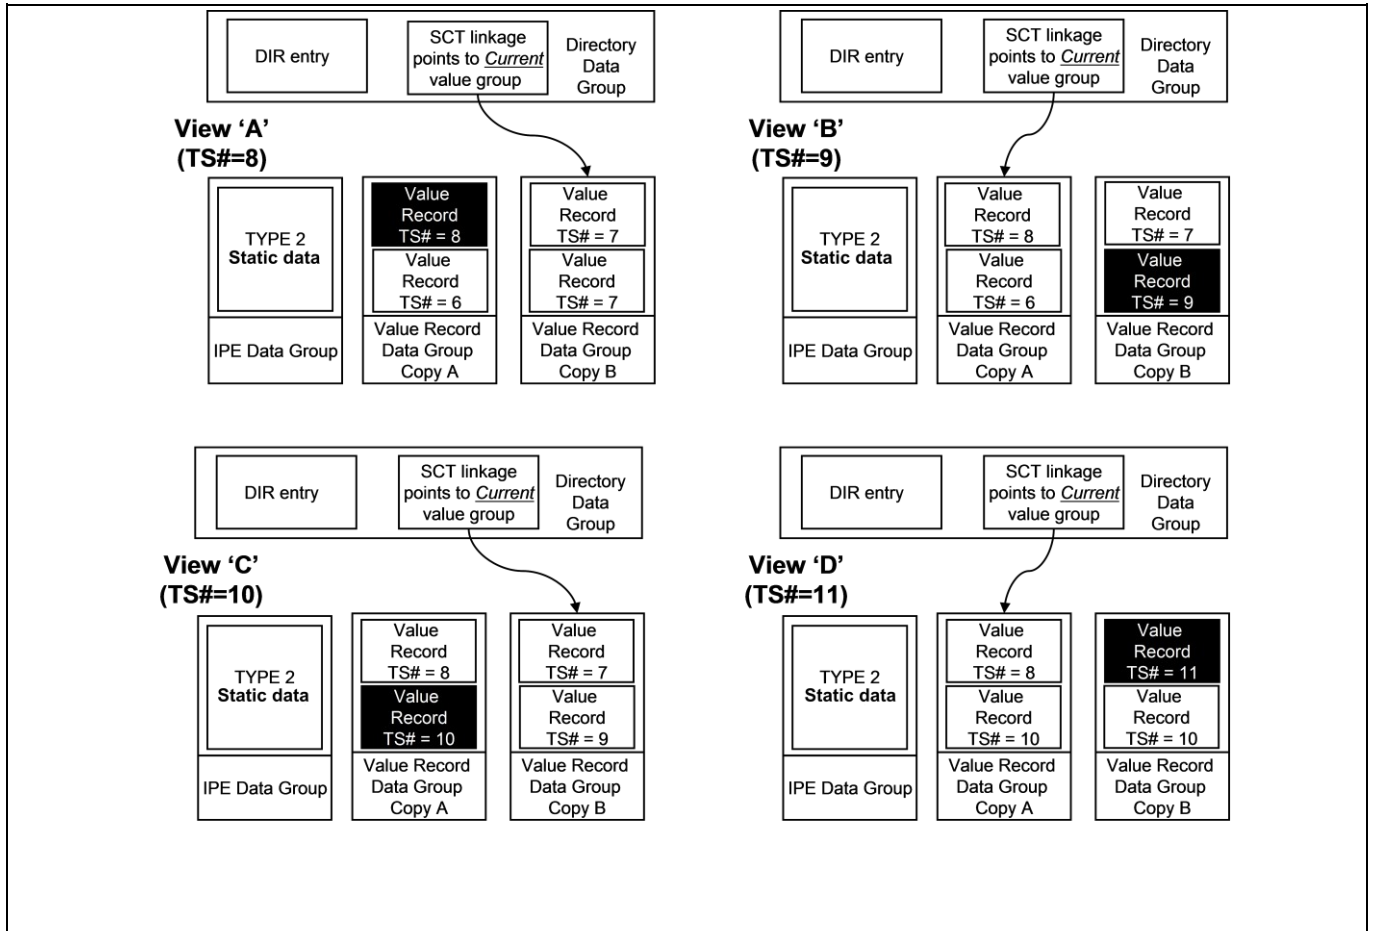 DIR entry
SCT linkage
points to Current
value group
Directory
Data
Group
View ‘A’
(TS#=8)
TYPE 2
Static data
IPE Data Group
Value
Record
TS# = 8
Value
Record
TS# = 6
Value Record
Data Group
Copy A
Value
Record
TS# = 7
Value
Record
TS# = 7
Value Record
Data Group
Copy B
DIR entry
SCT linkage
points to Current
value group
Directory
Data
Group
View ‘B’
(TS#=9)
TYPE 2
Static data
IPE Data Group
Value
Record
TS# = 8
Value
Record
TS# = 6
Value Record
Data Group
Copy A
Value
Record
TS# = 7
Value
Record
TS# = 9
Value Record
Data Group
Copy B
DIR entry
SCT linkage
points to Current
value group
Directory
Data
Group
View ‘C’
(TS#=10)
TYPE 2
Static data
IPE Data Group
Value
Record
TS# = 8
Value
Record
TS# = 10
Value Record
Data Group
Copy A
Value
Record
TS# = 7
Value
Record
TS# = 9
Value Record
Data Group
Copy B
DIR entry
SCT linkage
points to Current
value group
Directory
Data
Group
View ‘D’
(TS#=11)
TYPE 2
Static data
IPE Data Group
Value
Record
TS# = 8
Value
Record
TS# = 10
Value Record
Data Group
Copy A
Value
Record
TS# = 11
Value
Record
TS# = 10
Value Record
Data Group
Copy B